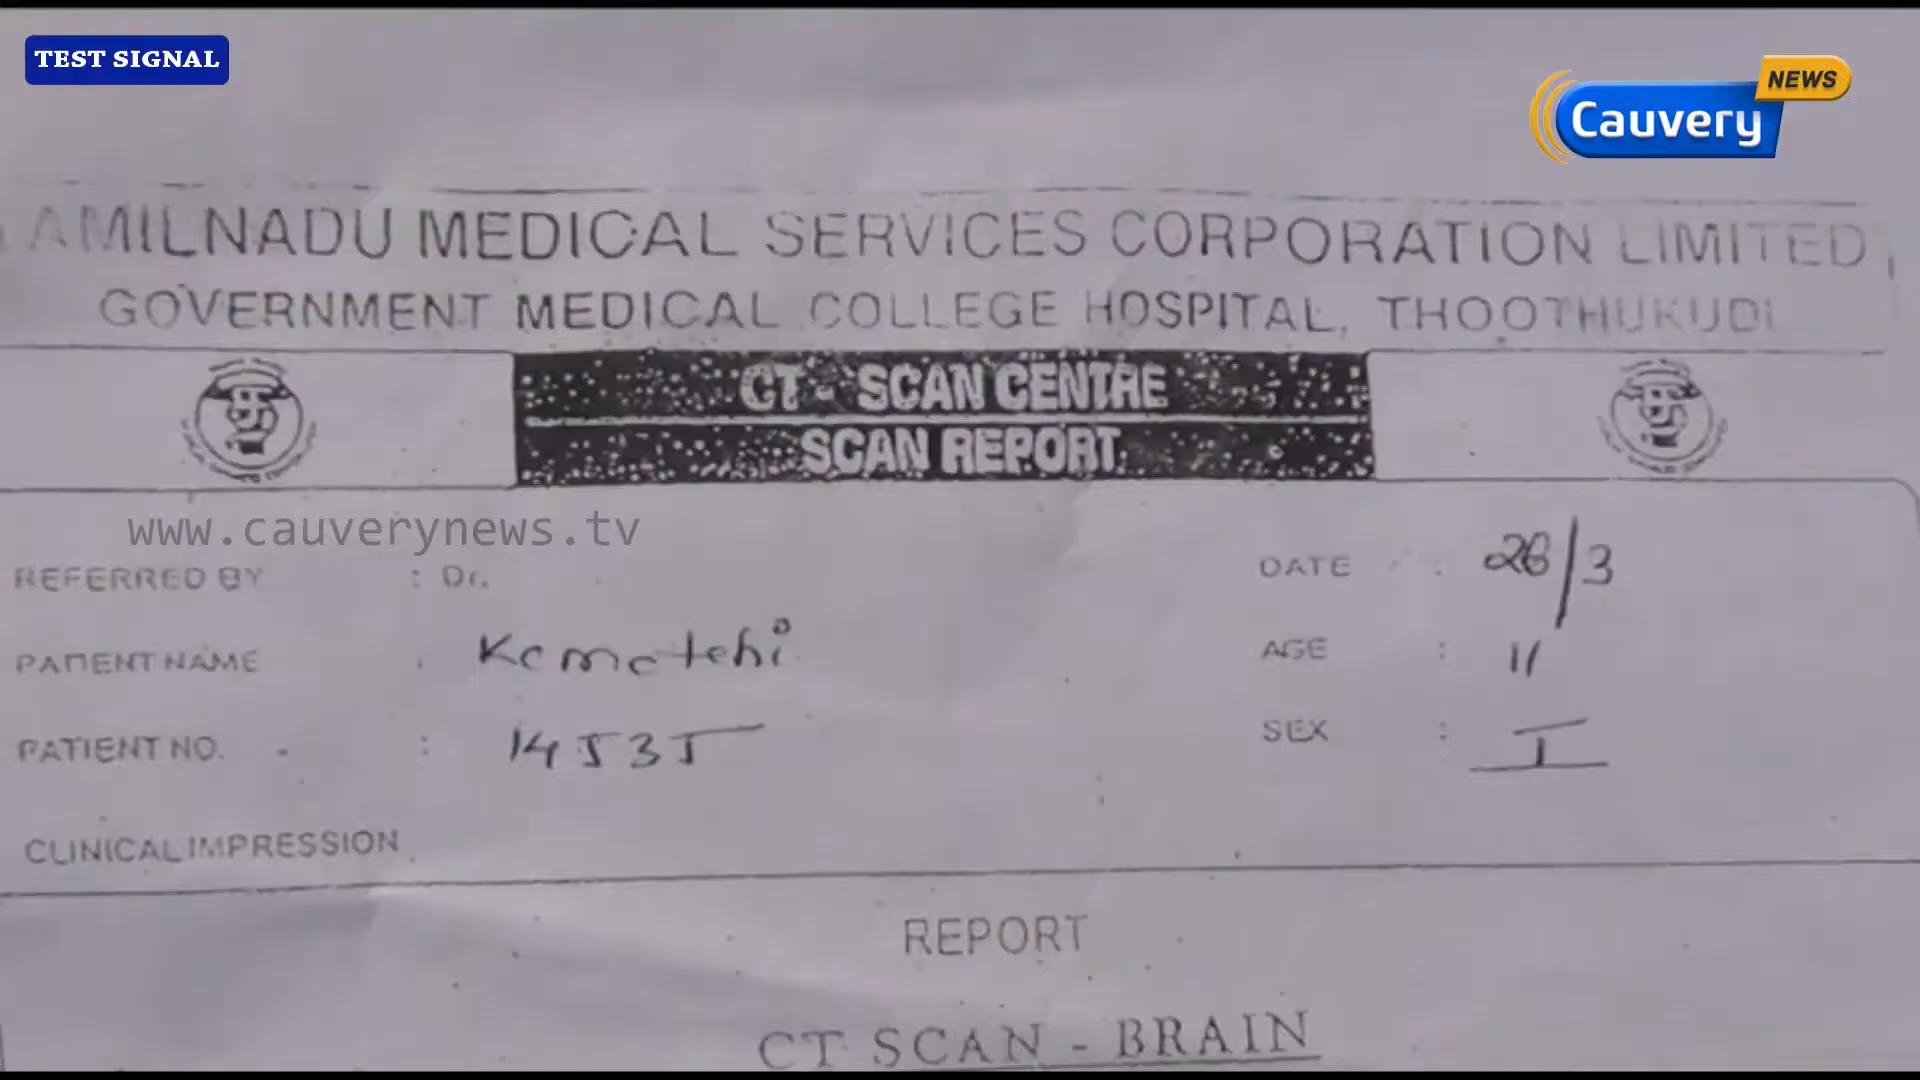 TEST SIGNAL
NEWS
Cauvery
AMILNADU MEDICAL SERVICES CORPORATION LIMITED
GOVERNMENT MEDICAL COLLEGE HOSPITAL, THOOTHUKUDI
CT - SCAN CENTRE
SCAN REPORT
www.cauverynews.tv
REFERRED BY : Dr. DATE : 26/3
PATIENT NAME : AGE : 11
PATIENT NO. : 14535 SEX :
CLINICAL IMPRESSION
REPORT
CT SCAN - BRAIN